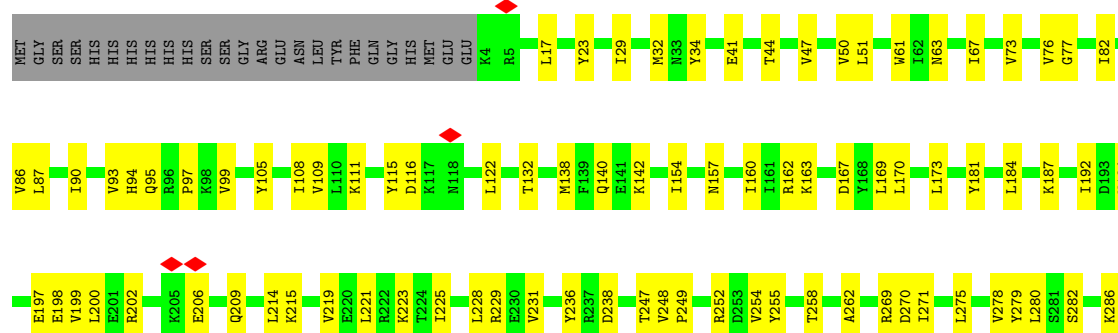 MET GLY SER SER HIS HIS HIS HIS HIS HIS SER SER GLY ARG GLU ASN LEU TYR PHE GLN GLY HIS MET GLU GLU K4 R5 L17 Y23 I29 M32 N33 Y34 E41 T44 V47 V50 L51 W61 I62 N63 I67 V73 V76 G77 I82
V86 L87 I90 V93 H94 Q95 R96 P97 K98 V99 Y105 I108 V109 L110 K111 Y115 D116 K117 N118 L122 T132 M138 F139 Q140 E141 K142 I154 N157 I160 I161 R162 K163 D167 Y168 L169 L170 L173 Y181 L184 K187 I192 D193
E197 E198 V199 L200 E201 R202 K205 E206 Q209 L214 K215 V219 E220 L221 R222 K223 T224 I225 L228 R229 E230 V231 Y236 R237 D238 T247 V248 P249 R252 D253 V254 Y255 T258 A262 R269 D270 I271 L275 V278 Y279 L280 S281 S282 K286